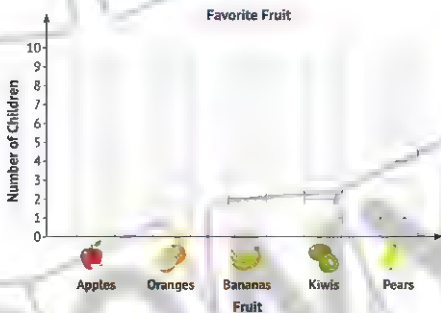 Favorite Fruit
Number of Children
10
9
8
7
6
5
4
3
2
1
0
Apples Oranges Bananas Kiwis Pears
Fruit